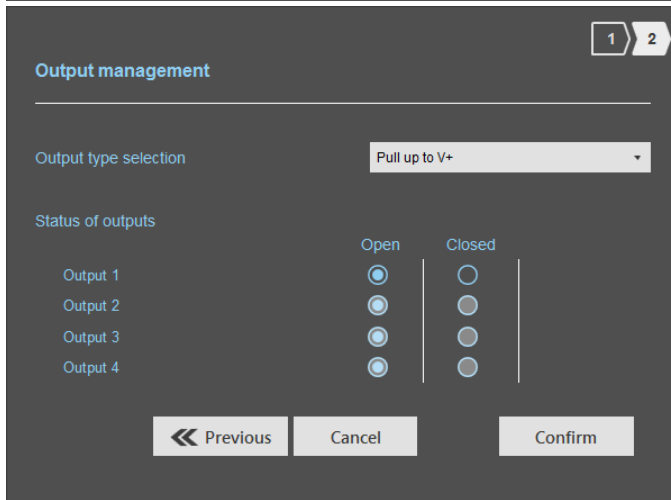 1 2
Output management
Output type selection Pull up to V+
Status of outputs
Open Closed
Output 1
Output 2
Output 3
Output 4
Previous Cancel Confirm